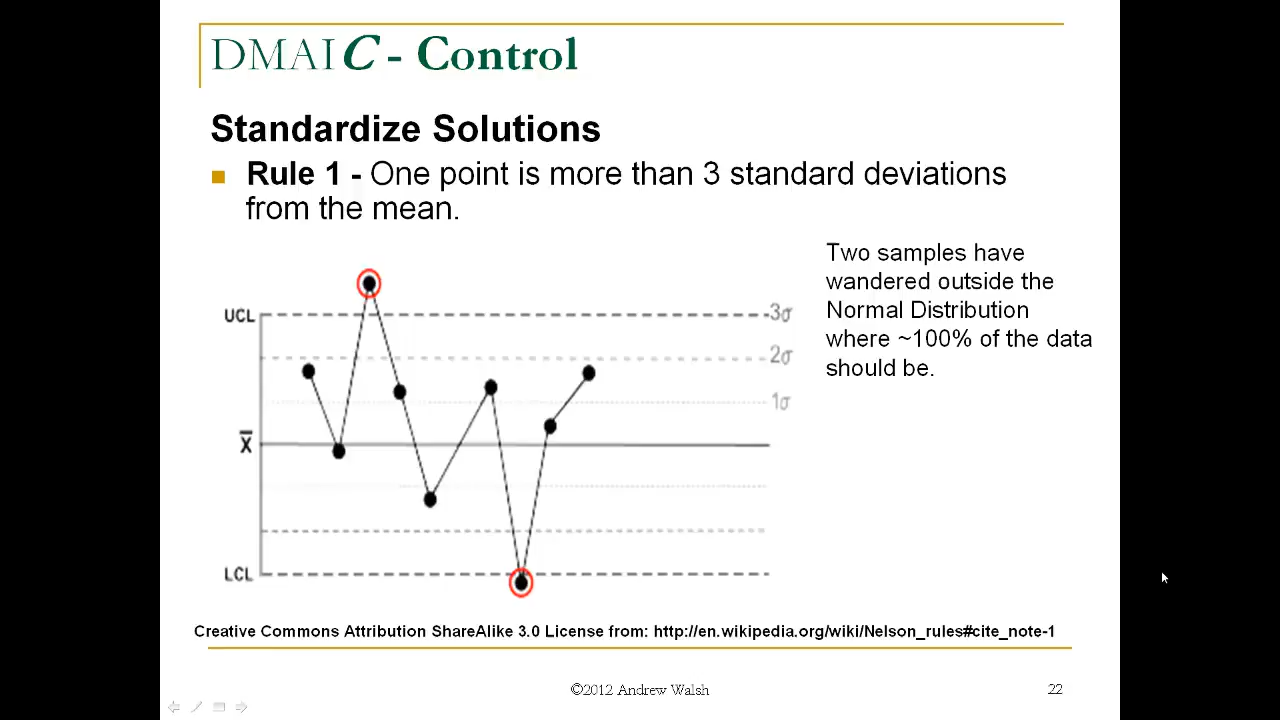 DMAIC - Control
Standardize Solutions
Rule 1 - One point is more than 3 standard deviations
from the mean.
Two samples have
wandered outside the
Normal Distribution
where ~100% of the data
should be.
UCL
3σ
2σ
1σ
X̅
LCL
Creative Commons Attribution ShareAlike 3.0 License from: http://en.wikipedia.org/wiki/Nelson_rules#cite_note-1
©2012 Andrew Walsh
22